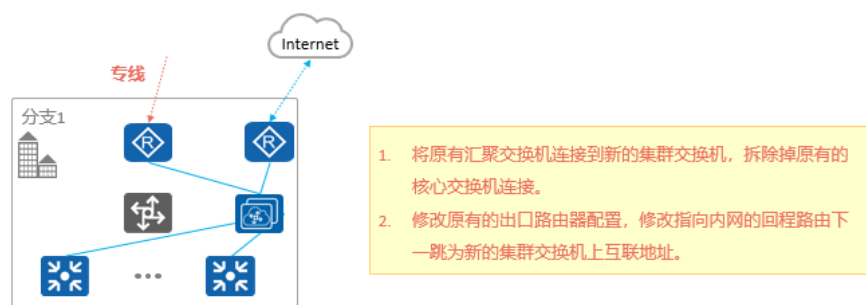 Internet
专线
分支1
R
R
1. 将原有汇聚交换机连接到新的集群交换机，拆除掉原有的
核心交换机连接。
2. 修改原有的出口路由器配置，修改指向内网的回程路由下
一跳为新的集群交换机上互联地址。